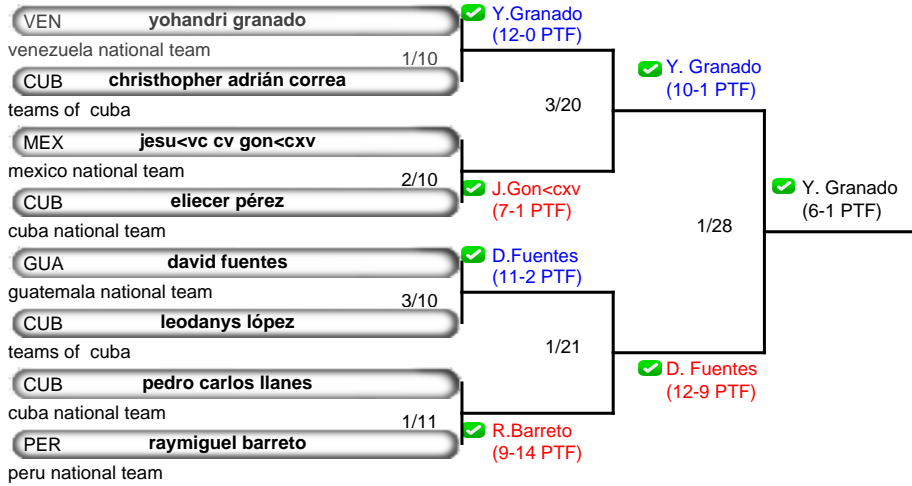 VEN yohandri granado
venezuela national team
1/10
CUB christhopher adrián correa
teams of cuba
MEX jesu<vc cv gon<cxv
mexico national team
2/10
CUB eliecer pérez
cuba national team
GUA david fuentes
guatemala national team
3/10
CUB leodanys lópez
teams of cuba
CUB pedro carlos llanes
cuba national team
1/11
PER raymiguel barreto
peru national team
Y.Granado
(12-0 PTF)
J.Gon<cxv
(7-1 PTF)
D.Fuentes
(11-2 PTF)
R.Barreto
(9-14 PTF)
3/20
1/21
Y. Granado
(10-1 PTF)
D. Fuentes
(12-9 PTF)
1/28
Y. Granado
(6-1 PTF)